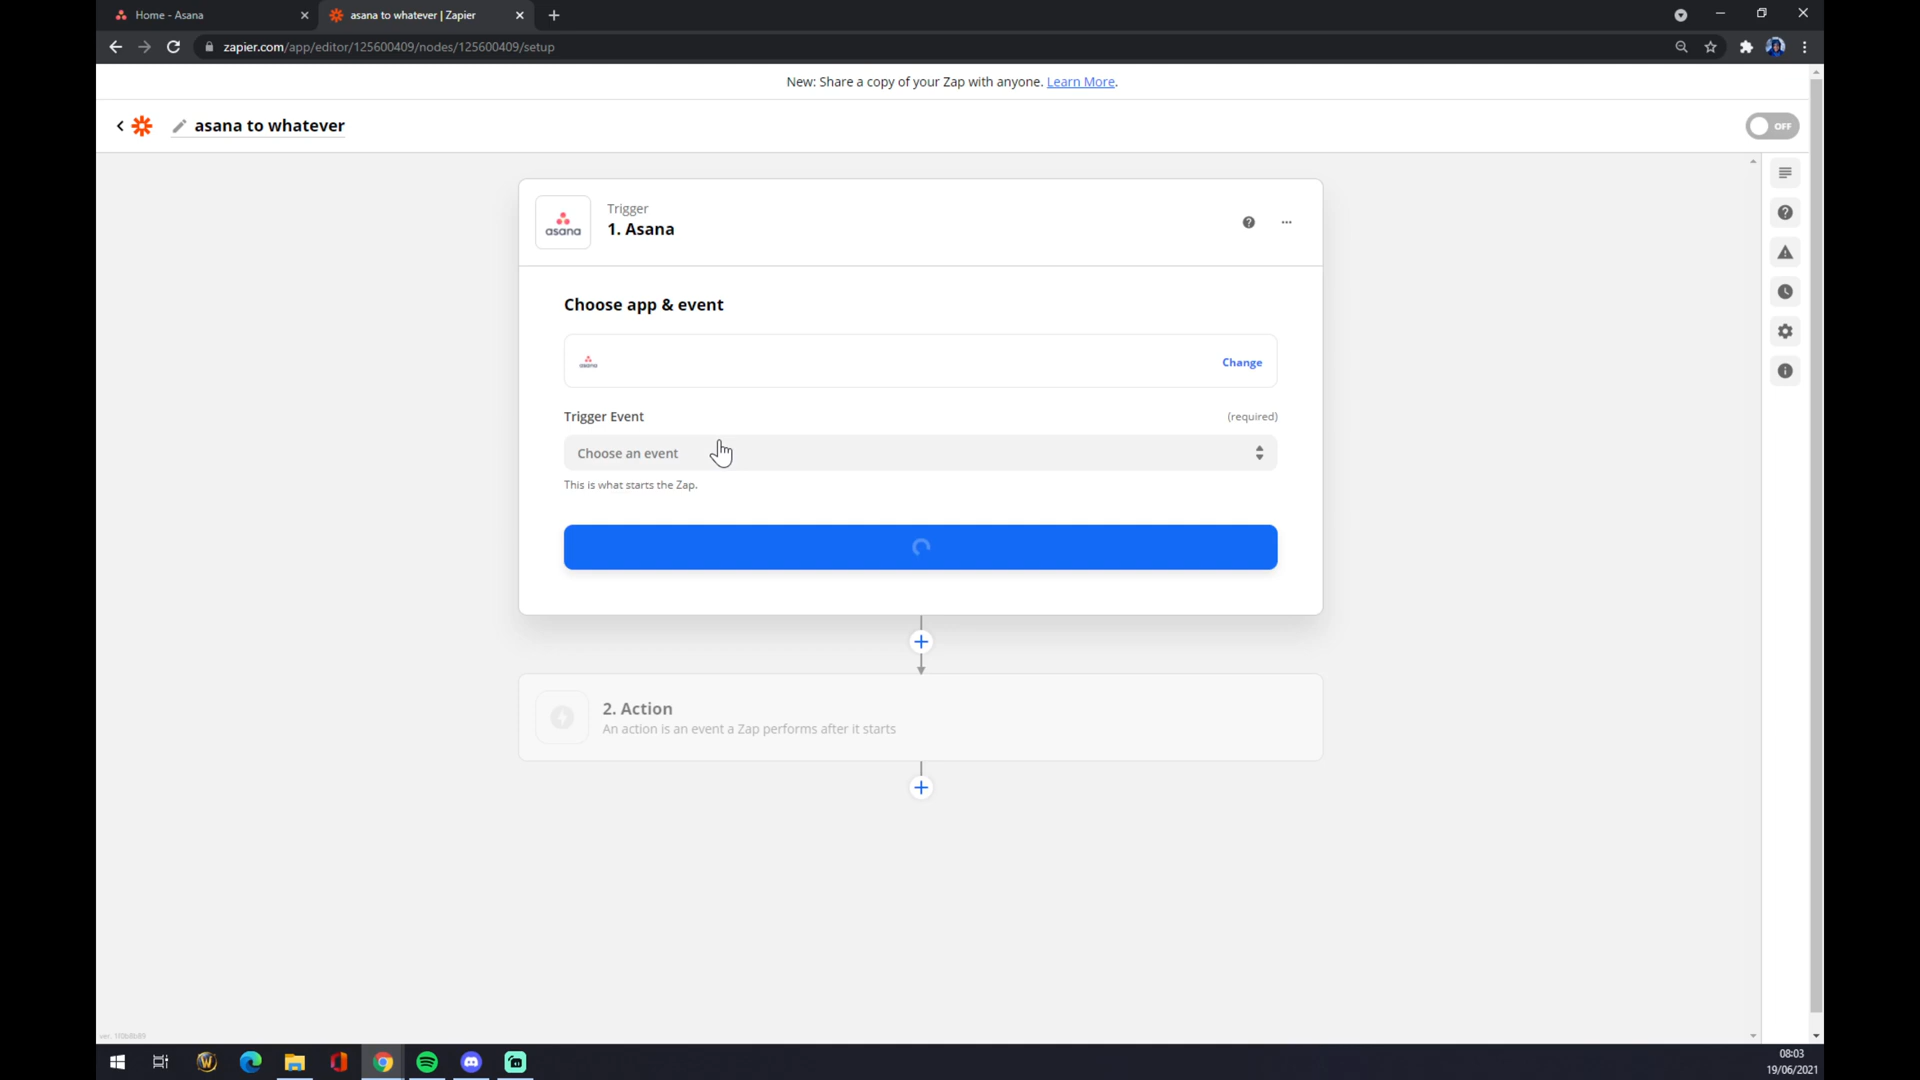 Home - Asana
asana to whatever | Zapier
zapier.com/app/editor/125600409/nodes/125600409/setup
New: Share a copy of your Zap with anyone. Learn More.
asana to whatever
OFF
asana
Trigger
1. Asana
Choose app & event
asana
Change
Trigger Event
(required)
Choose an event
This is what starts the Zap.
2. Action
An action is an event a Zap performs after it starts
08:03
19/06/2021